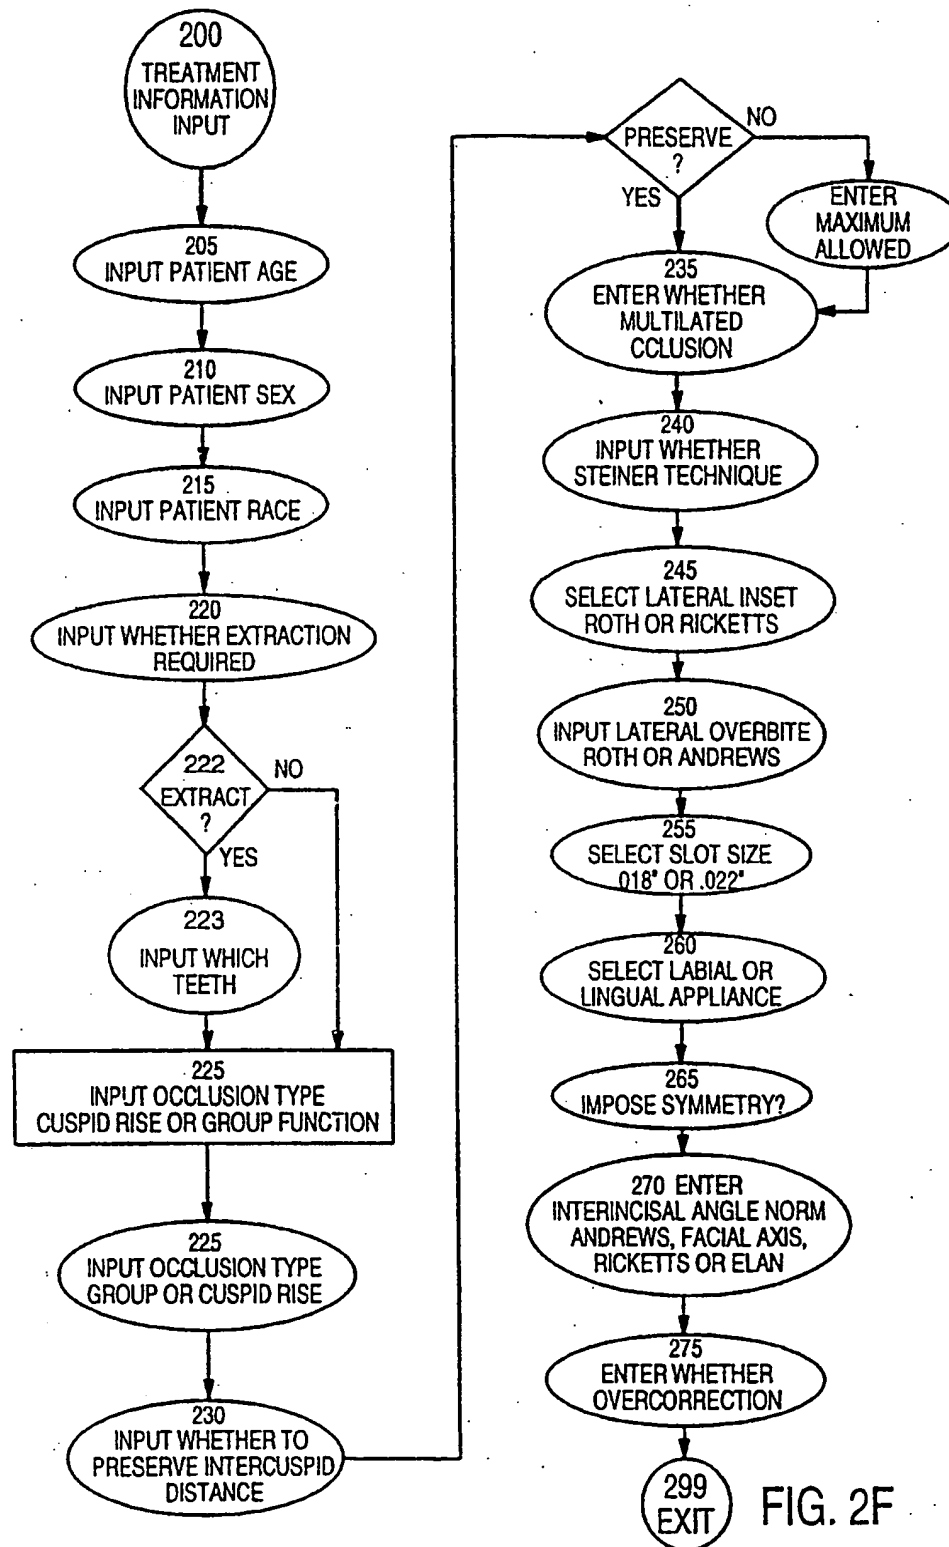 200
TREATMENT
INFORMATION
INPUT
205
INPUT PATIENT AGE
210
INPUT PATIENT SEX
215
INPUT PATIENT RACE
220
INPUT WHETHER EXTRACTION
REQUIRED
222
EXTRACT
?
NO
YES
223
INPUT WHICH
TEETH
225
INPUT OCCLUSION TYPE
CUSPID RISE OR GROUP FUNCTION
225
INPUT OCCLUSION TYPE
GROUP OR CUSPID RISE
230
INPUT WHETHER TO
PRESERVE INTERCUSPID
DISTANCE
PRESERVE
?
NO
YES
ENTER
MAXIMUM
ALLOWED
235
ENTER WHETHER
MULTILATED
CCLUSION
240
INPUT WHETHER
STEINER TECHNIQUE
245
SELECT LATERAL INSET
ROTH OR RICKETTS
250
INPUT LATERAL OVERBITE
ROTH OR ANDREWS
255
SELECT SLOT SIZE
.018" OR .022"
260
SELECT LABIAL OR
LINGUAL APPLIANCE
265
IMPOSE SYMMETRY?
270 ENTER
INTERINCISAL ANGLE NORM
ANDREWS, FACIAL AXIS,
RICKETTS OR ELAN
275
ENTER WHETHER
OVERCORRECTION
299
EXIT
FIG. 2F